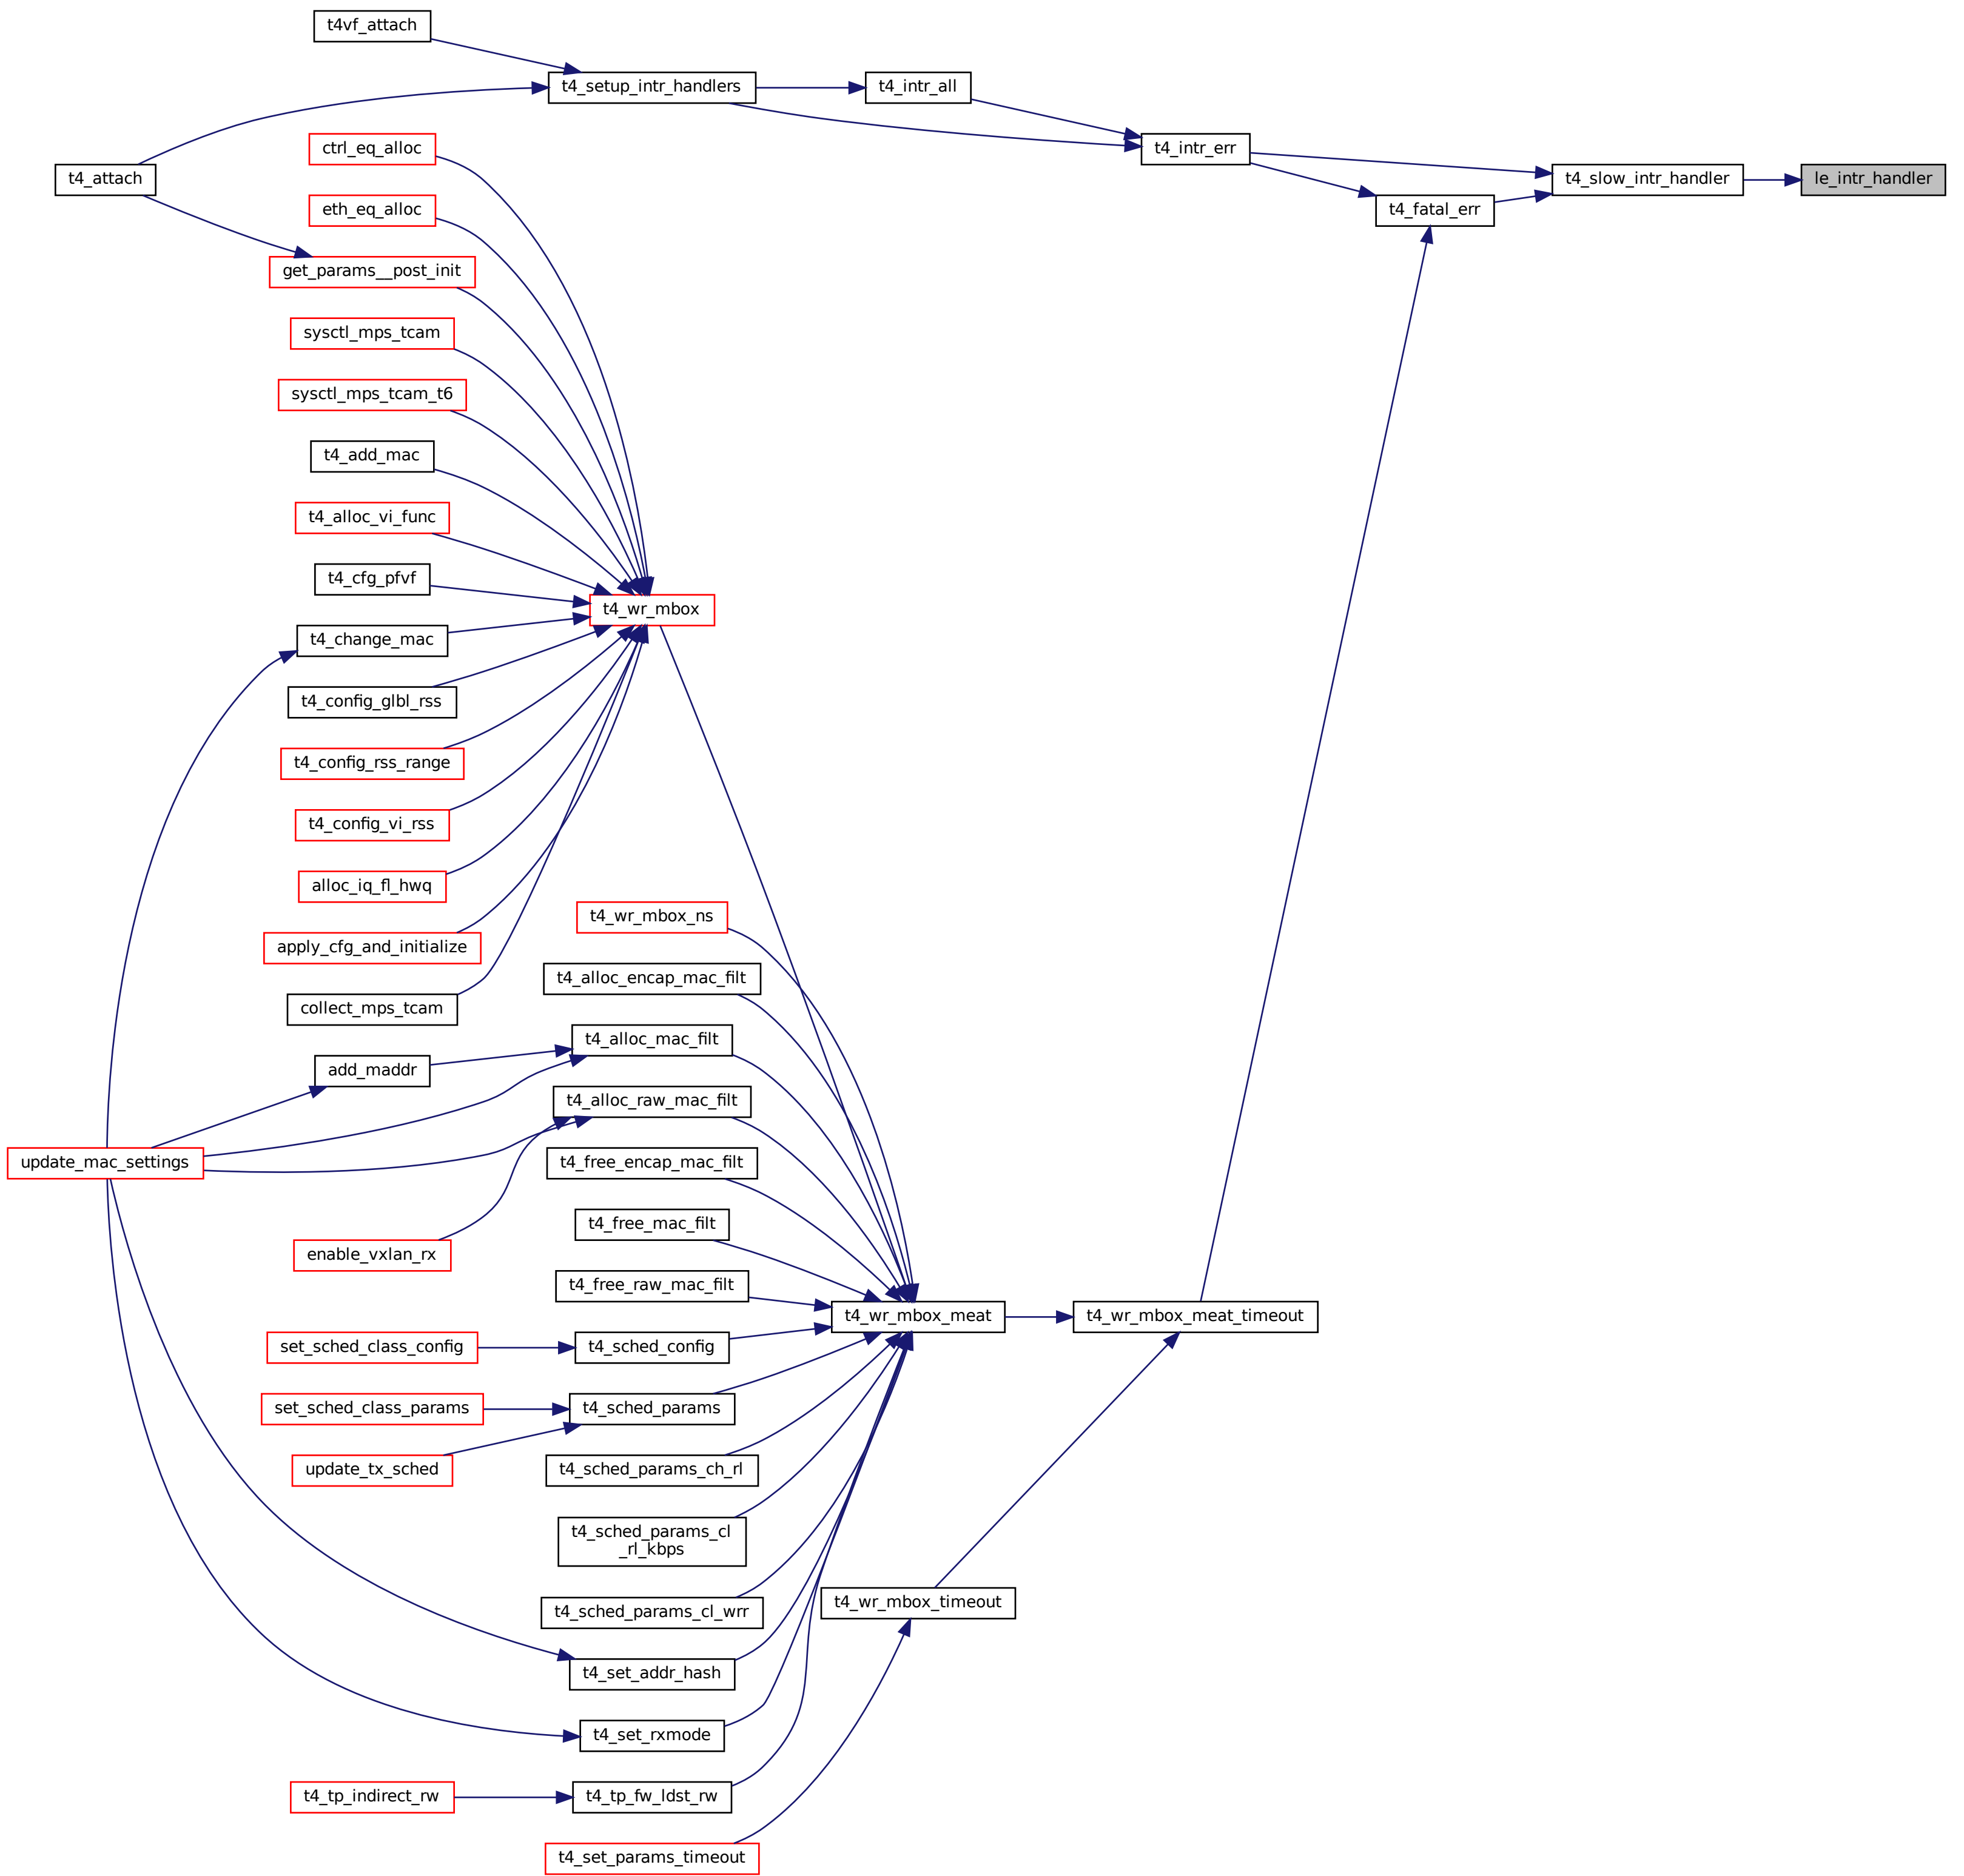 t4vf_attach
t4_setup_intr_handlers
t4_intr_all
ctrl_eq_alloc
t4_intr_err
t4_attach
t4_slow_intr_handler
le_intr_handler
eth_eq_alloc
t4_fatal_err
get_params__post_init
sysctl_mps_tcam
sysctl_mps_tcam_t6
t4_add_mac
t4_alloc_vi_func
t4_cfg_pfvf
t4_wr_mbox
t4_change_mac
t4_config_glbl_rss
t4_config_rss_range
t4_config_vi_rss
alloc_iq_fl_hwq
t4_wr_mbox_ns
apply_cfg_and_initialize
t4_alloc_encap_mac_filt
collect_mps_tcam
t4_alloc_mac_filt
add_maddr
t4_alloc_raw_mac_filt
update_mac_settings
t4_free_encap_mac_filt
t4_free_mac_filt
enable_vxlan_rx
t4_free_raw_mac_filt
t4_wr_mbox_meat
t4_wr_mbox_meat_timeout
set_sched_class_config
t4_sched_config
set_sched_class_params
t4_sched_params
update_tx_sched
t4_sched_params_ch_rl
t4_sched_params_cl
_rl_kbps
t4_wr_mbox_timeout
t4_sched_params_cl_wrr
t4_set_addr_hash
t4_set_rxmode
t4_tp_indirect_rw
t4_tp_fw_ldst_rw
t4_set_params_timeout